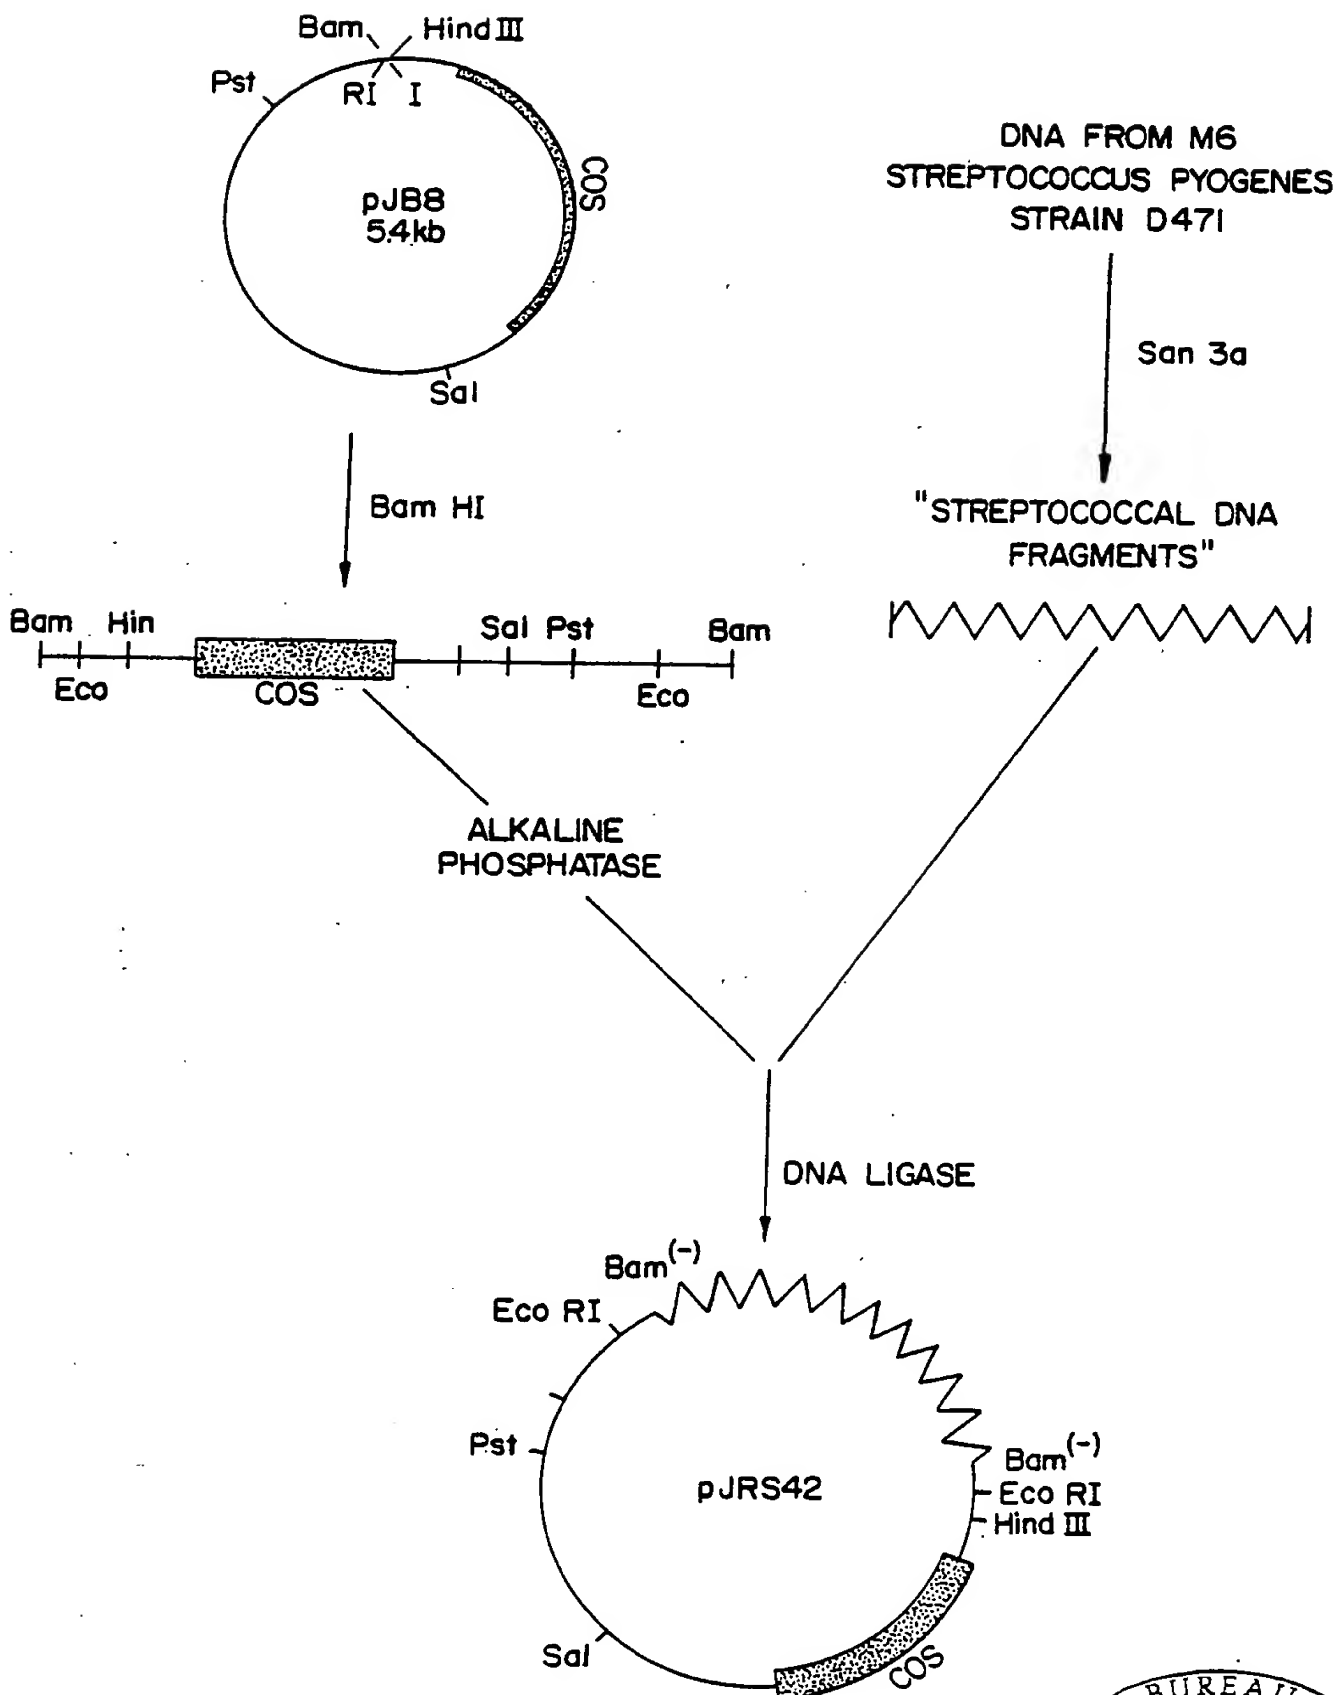 Bam
Hind III
Pst
RI I
COS
pJB8
5.4kb
Sal
DNA FROM M6
STREPTOCOCCUS PYOGENES
STRAIN D471
San 3a
Bam HI
"STREPTOCOCCAL DNA
FRAGMENTS"
Bam Hin Sal Pst Bam
Eco COS Eco
ALKALINE
PHOSPHATASE
DNA LIGASE
Bam(-)
Eco RI
Pst
pJRS42
Bam(-)
Eco RI
Hind III
Sal
COS
BUREAU